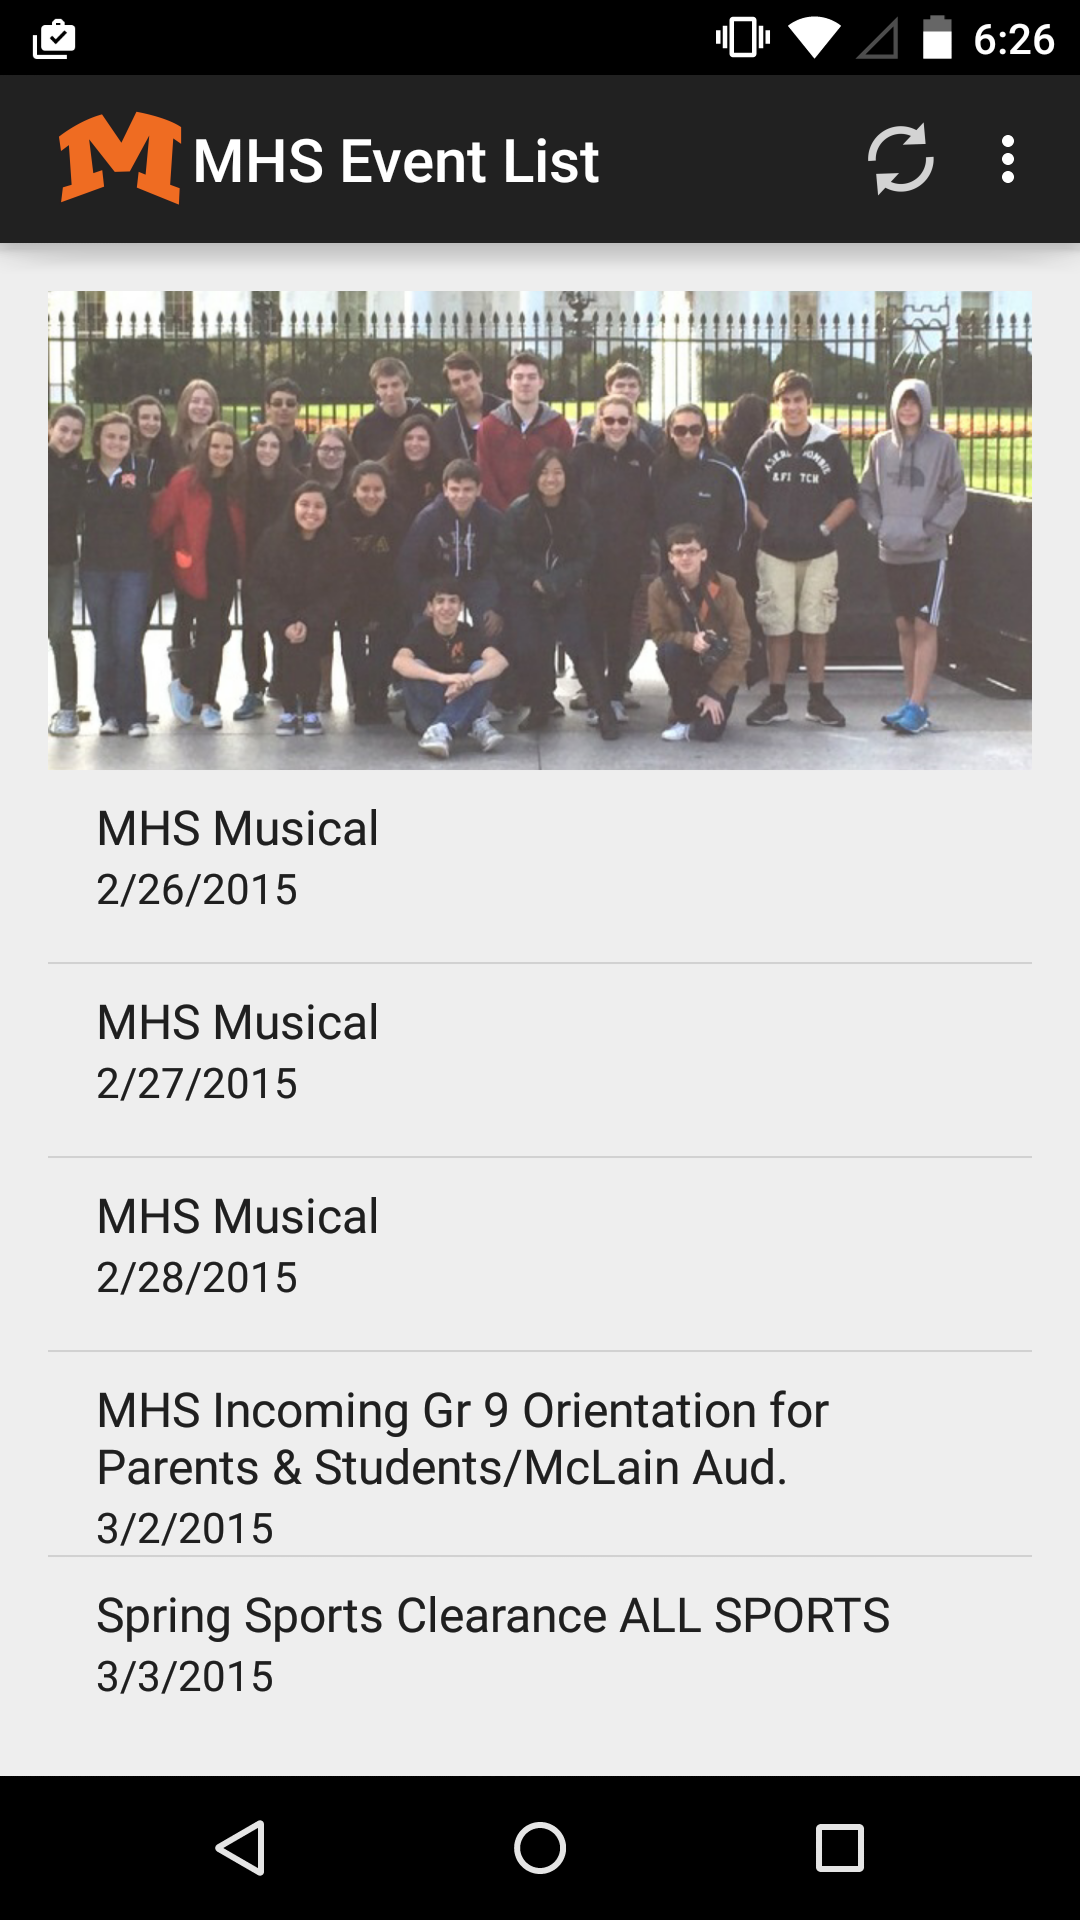 6:26
M MHS Event List
ABERCROMBIE
& FITCH
MHS Musical
2/26/2015
MHS Musical
2/27/2015
MHS Musical
2/28/2015
MHS Incoming Gr 9 Orientation for
Parents & Students/McLain Aud.
3/2/2015
Spring Sports Clearance ALL SPORTS
3/3/2015